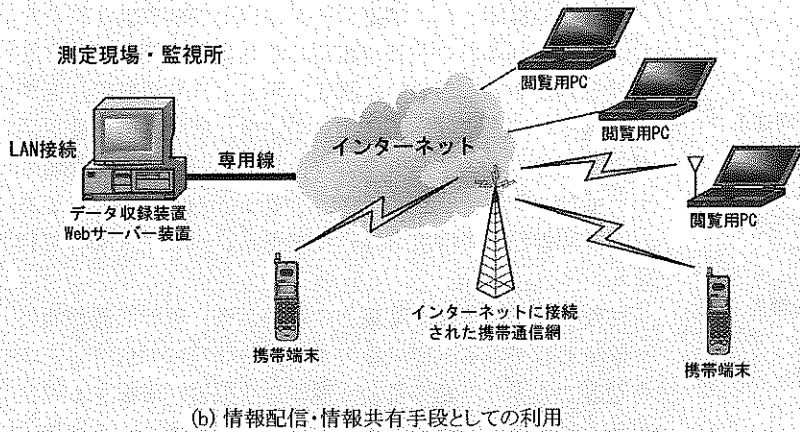 測定現場・監視所
閲覧用PC
閲覧用PC
LAN接続
専用線
インターネット
閲覧用PC
データ収録装置
Webサーバー装置
インターネットに接続
された携帯通信網
携帯端末
携帯端末
(b) 情報配信・情報共有手段としての利用